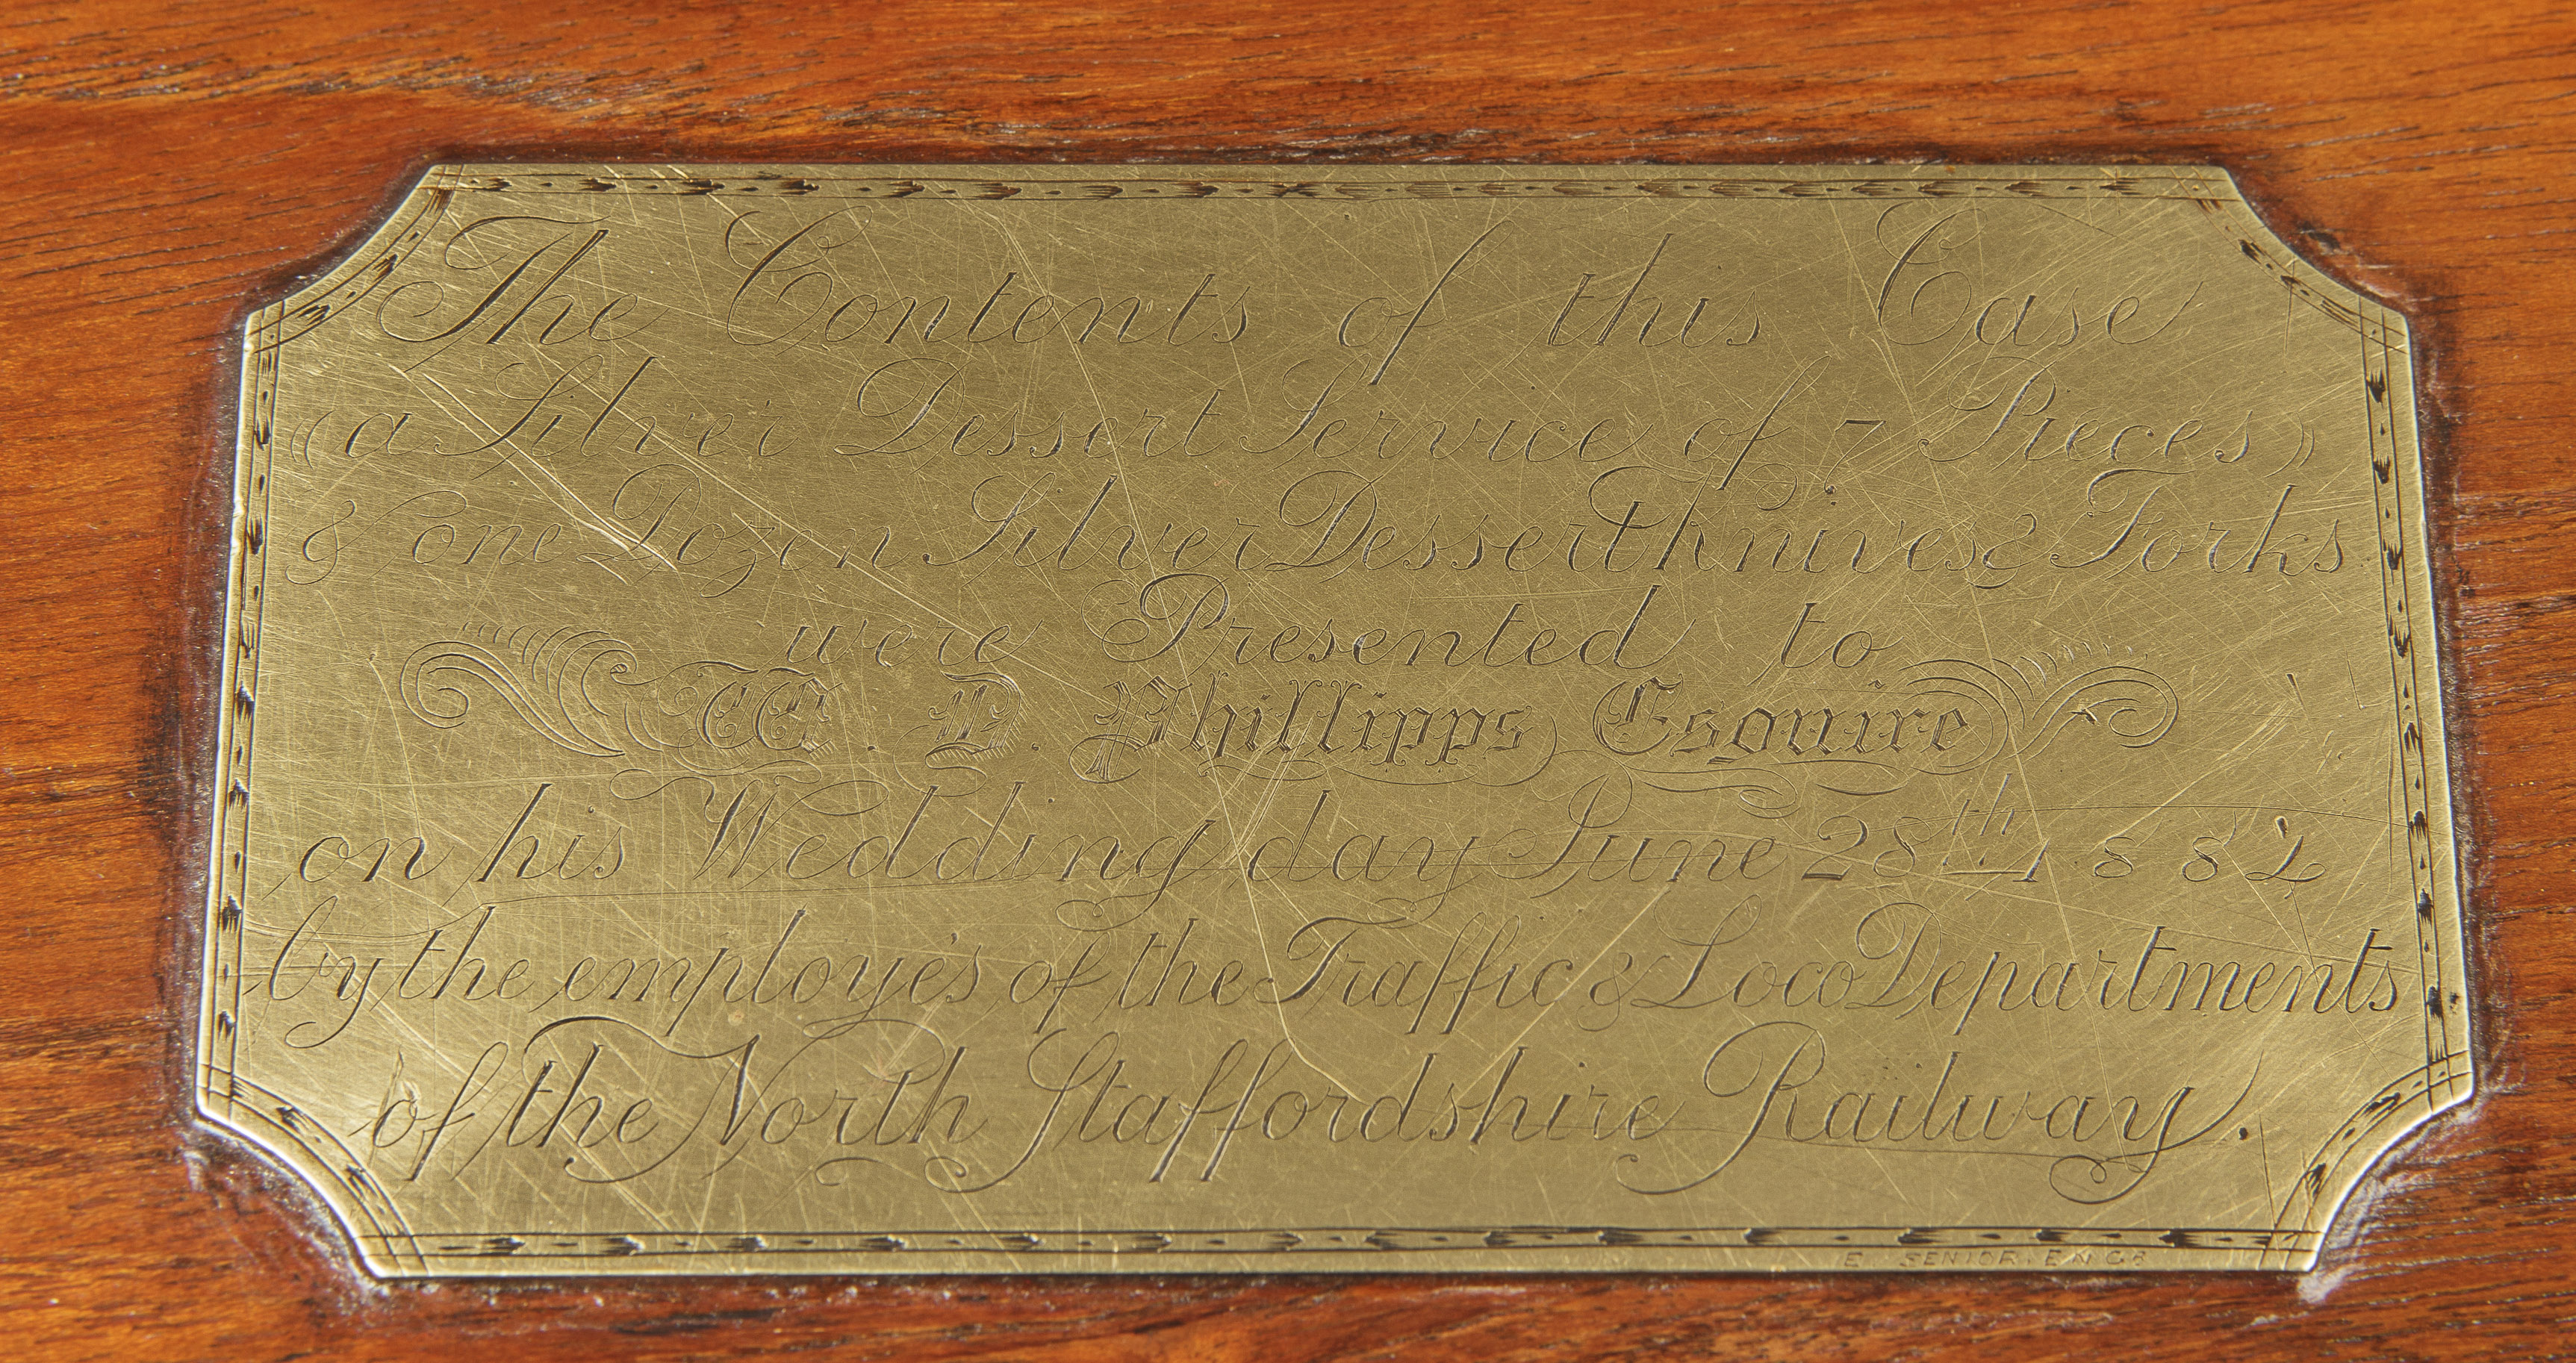 The Contents of this Case
(a Silver Dessert Service of 7 Pieces)
& one Dozen Silver Dessert Knives & Forks
were Presented to
W. D. Phillipps Esquire
on his Wedding day June 28th 1882
by the employés of the Traffic & Loco Departments
of the North Staffordshire Railway.
E. SENIOR. ENGR